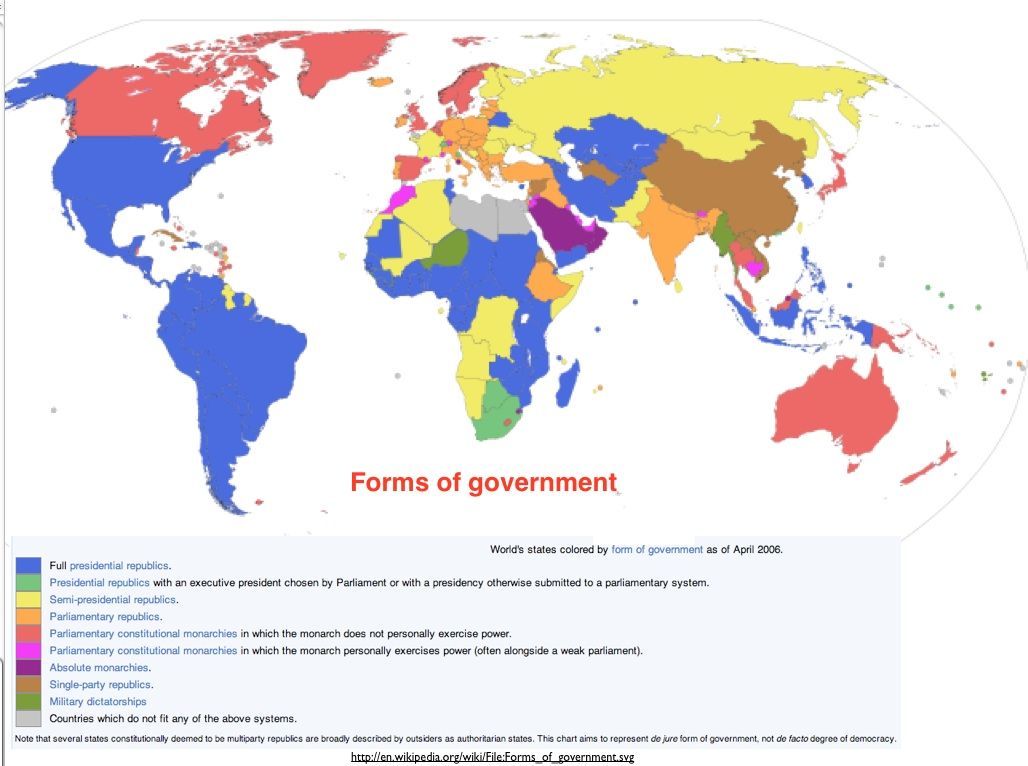 Forms of government
World's states colored by form of government as of April 2006.
Full presidential republics.
Presidential republics with an executive president chosen by Parliament or with a presidency otherwise submitted to a parliamentary system.
Semi-presidential republics.
Parliamentary republics.
Parliamentary constitutional monarchies in which the monarch does not personally exercise power.
Parliamentary constitutional monarchies in which the monarch personally exercises power (often alongside a weak parliament).
Absolute monarchies.
Single-party republics.
Military dictatorships
Countries which do not fit any of the above systems.
Note that several states constitutionally deemed to be multiparty republics are broadly described by outsiders as authoritarian states. This chart aims to represent de jure form of government, not de facto degree of democracy.
http://en.wikipedia.org/wiki/File:Forms_of_government.svg